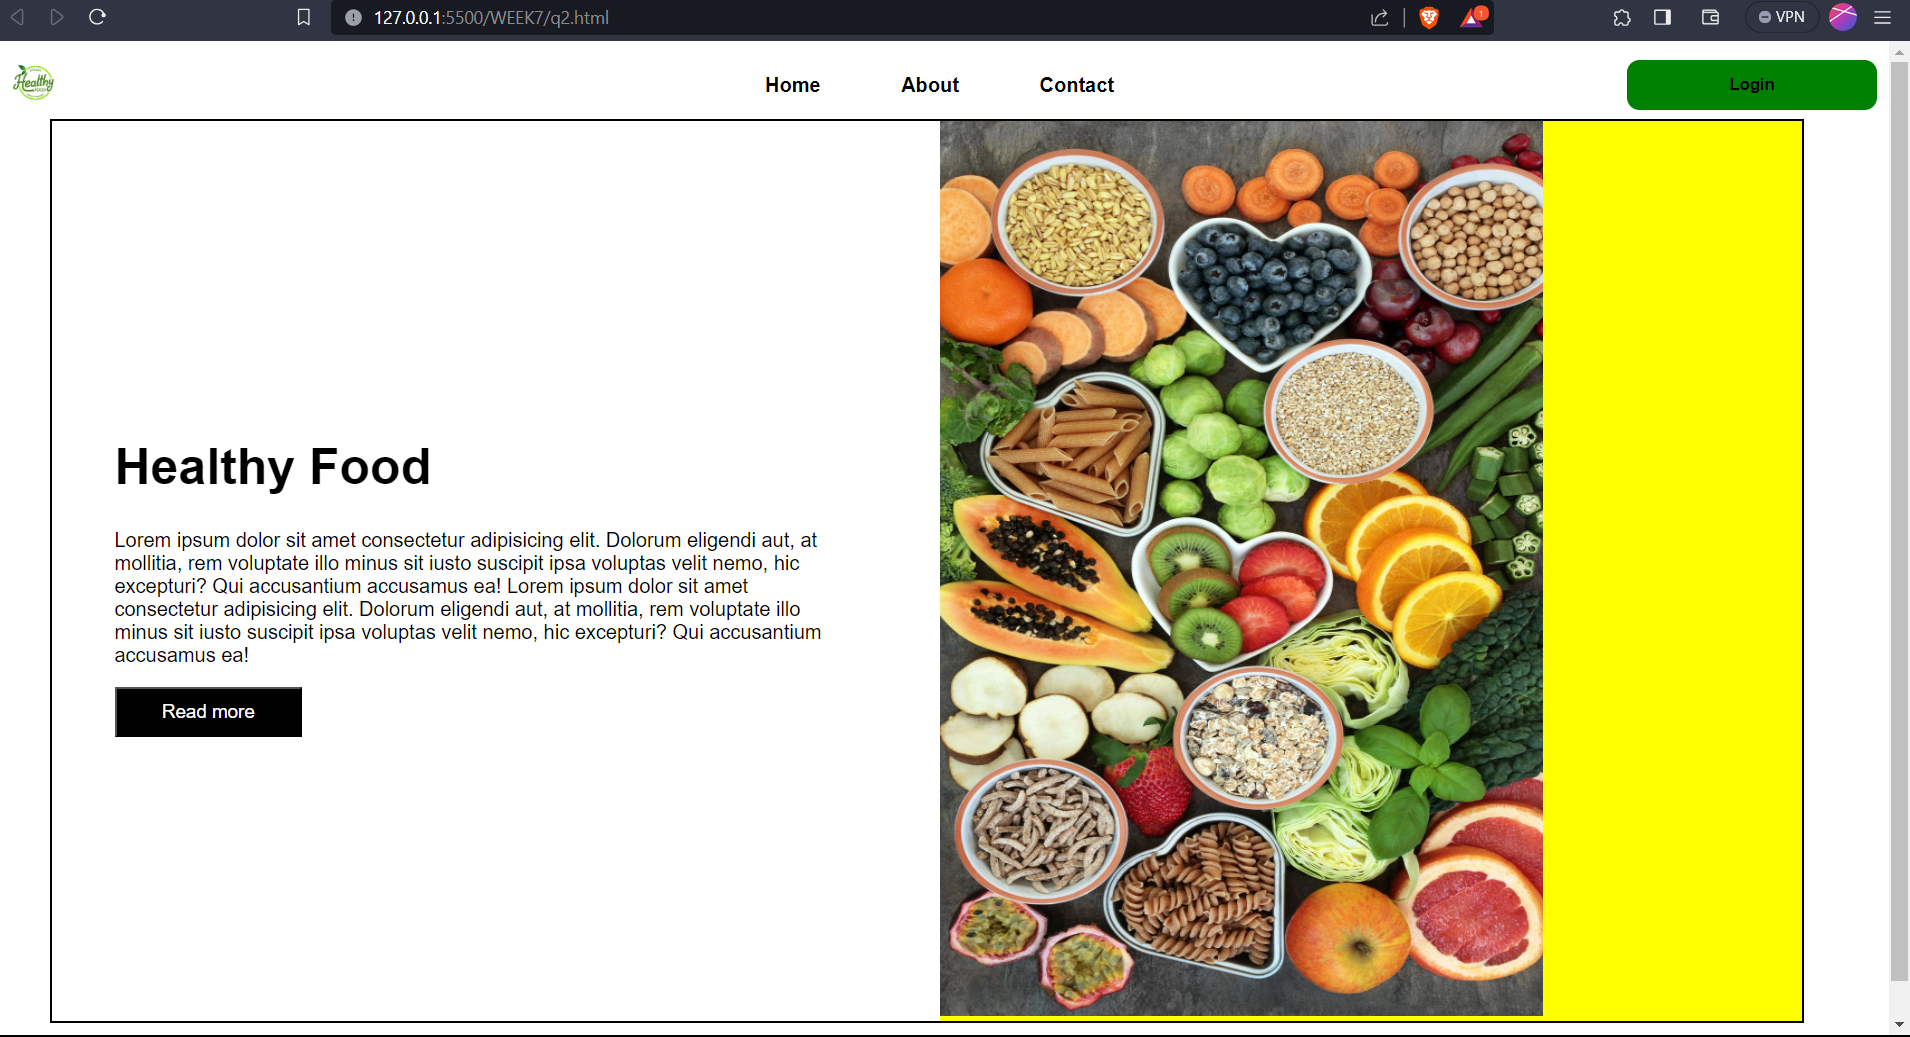 127.0.0.1:5500/WEEK7/q2.html
1
VPN
Healthy
FOOD
Home
About
Contact
Login
Healthy Food
Lorem ipsum dolor sit amet consectetur adipisicing elit. Dolorum eligendi aut, at
mollitia, rem voluptate illo minus sit iusto suscipit ipsa voluptas velit nemo, hic
excepturi? Qui accusantium accusamus ea! Lorem ipsum dolor sit amet
consectetur adipisicing elit. Dolorum eligendi aut, at mollitia, rem voluptate illo
minus sit iusto suscipit ipsa voluptas velit nemo, hic excepturi? Qui accusantium
accusamus ea!
Read more